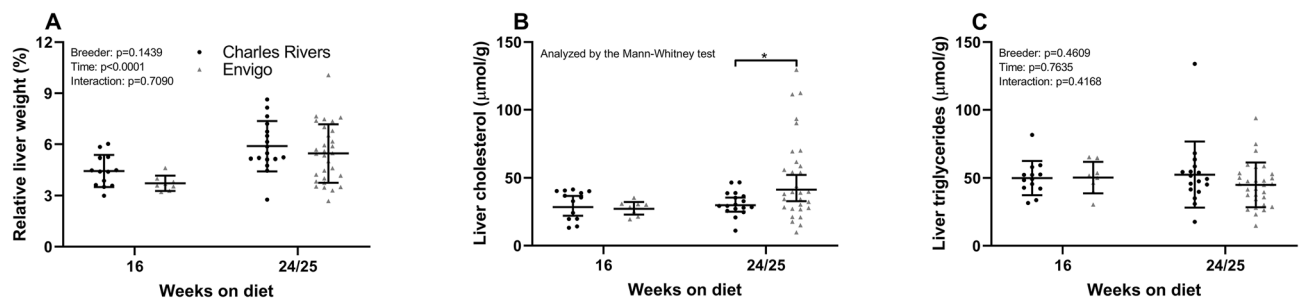 A
Relative liver weight (%)
12
9
6
3
0
Breeder: p=0.1439
Time: p<0.0001
Interaction: p=0.7090
Charles Rivers
Envigo
16
24/25
Weeks on diet
B
Liver cholesterol (μmol/g)
150
100
50
0
Analyzed by the Mann-Whitney test
*
16
24/25
Weeks on diet
C
Liver triglycerides (μmol/g)
150
100
50
0
Breeder: p=0.4609
Time: p=0.7635
Interaction: p=0.4168
16
24/25
Weeks on diet